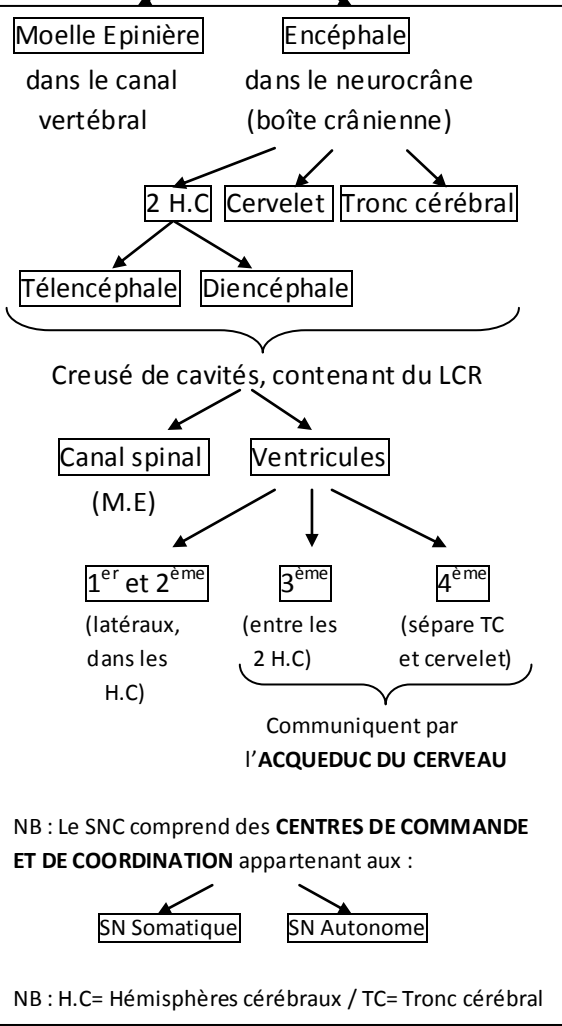 Moelle Epinière Encéphale
dans le canal dans le neurocrâne
vertébral (boîte crânienne)
2 H.C Cervelet Tronc cérébral
Télencéphale Diencéphale
Creusé de cavités, contenant du LCR
Canal spinal Ventricules
(M.E)
1er et 2ème 3ème 4ème
(latéraux, (entre les (sépare TC
dans les 2 H.C) et cervelet)
H.C)
Communiquent par
l'ACQUEDUC DU CERVEAU
NB : Le SNC comprend des CENTRES DE COMMANDE
ET DE COORDINATION appartenant aux :
SN Somatique SN Autonome
NB : H.C= Hémisphères cérébraux / TC= Tronc cérébral